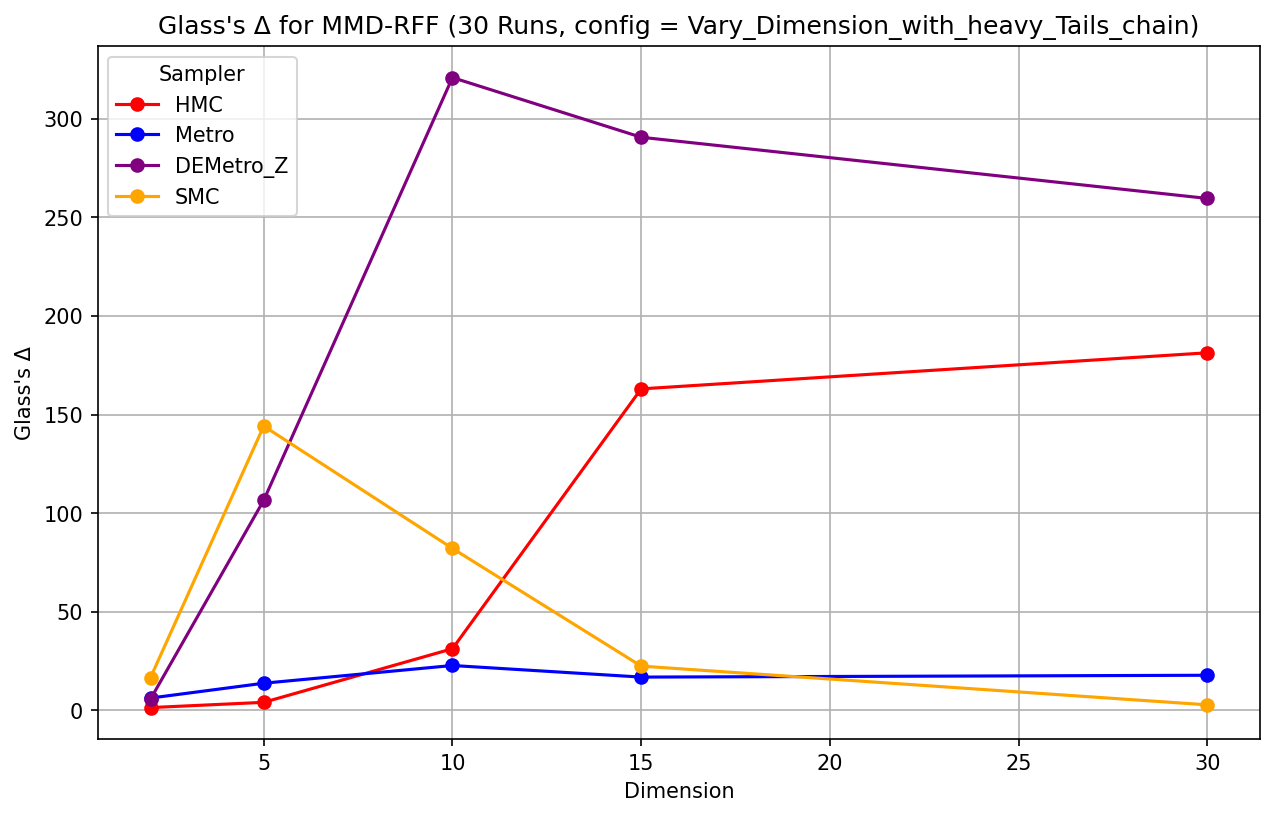 Glass's Δ for MMD-RFF (30 Runs, config = Vary_Dimension_with_heavy_Tails_chain)
Sampler
HMC
Metro
DEMetro_Z
SMC
Glass's Δ
300
250
200
150
100
50
0
5 10 15 20 25 30
Dimension